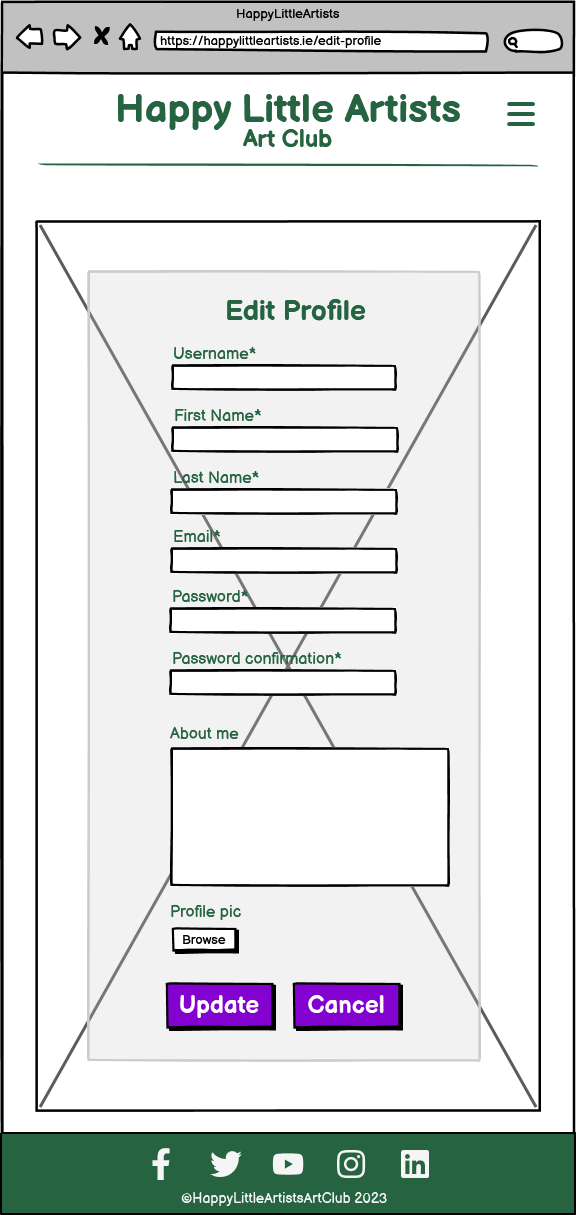 HappyLittleArtists
https://happylittleartists.ie/edit-profile
Happy Little Artists
Art Club
Edit Profile
Username*
First Name*
Last Name*
Email*
Password*
Password confirmation*
About me
Profile pic
Browse
Update Cancel
©HappyLittleArtistsArtClub 2023